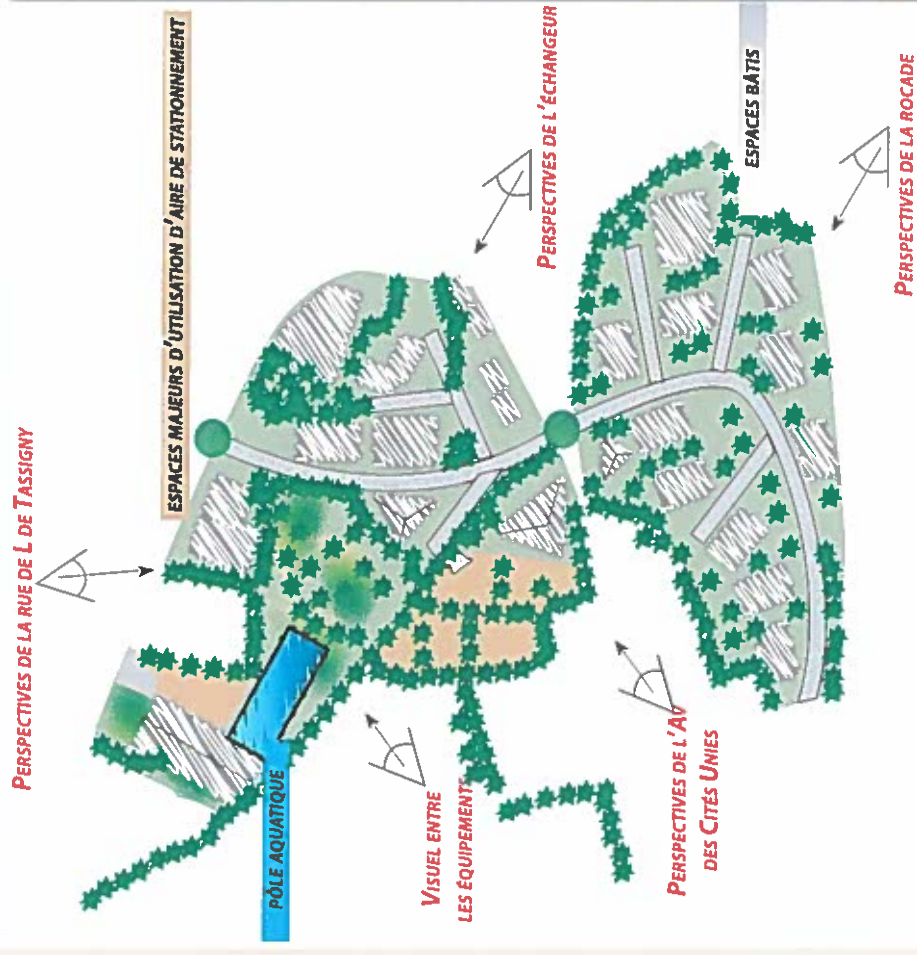 PERSPECTIVES DE LA RUE DE L DE TASSIGNY
ESPACES MAJEURS D'UTILISATION D'AIRE DE STATIONNEMENT
PERSPECTIVES DE L'ÉCHANGEUR
ESPACES BÂTIS
PERSPECTIVES DE LA ROCADE
PÔLE AQUATIQUE
VISUEL ENTRE
LES ÉQUIPEMENT
PERSPECTIVES DE L'AV
DES CITÉS UNIES